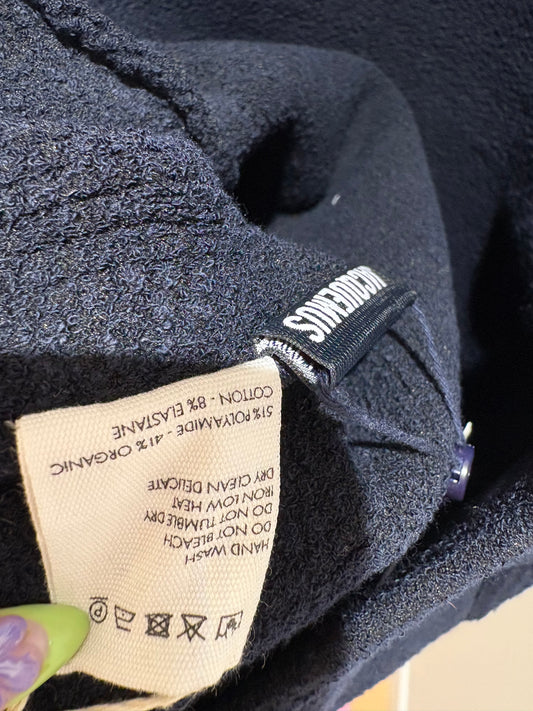 JACQUEMUS
51% POLYAMIDE - 41% ORGANIC
COTTON - 8% ELASTANE
HAND WASH
DO NOT BLEACH
DO NOT TUMBLE DRY
IRON LOW HEAT
DRY CLEAN DELICATE
P